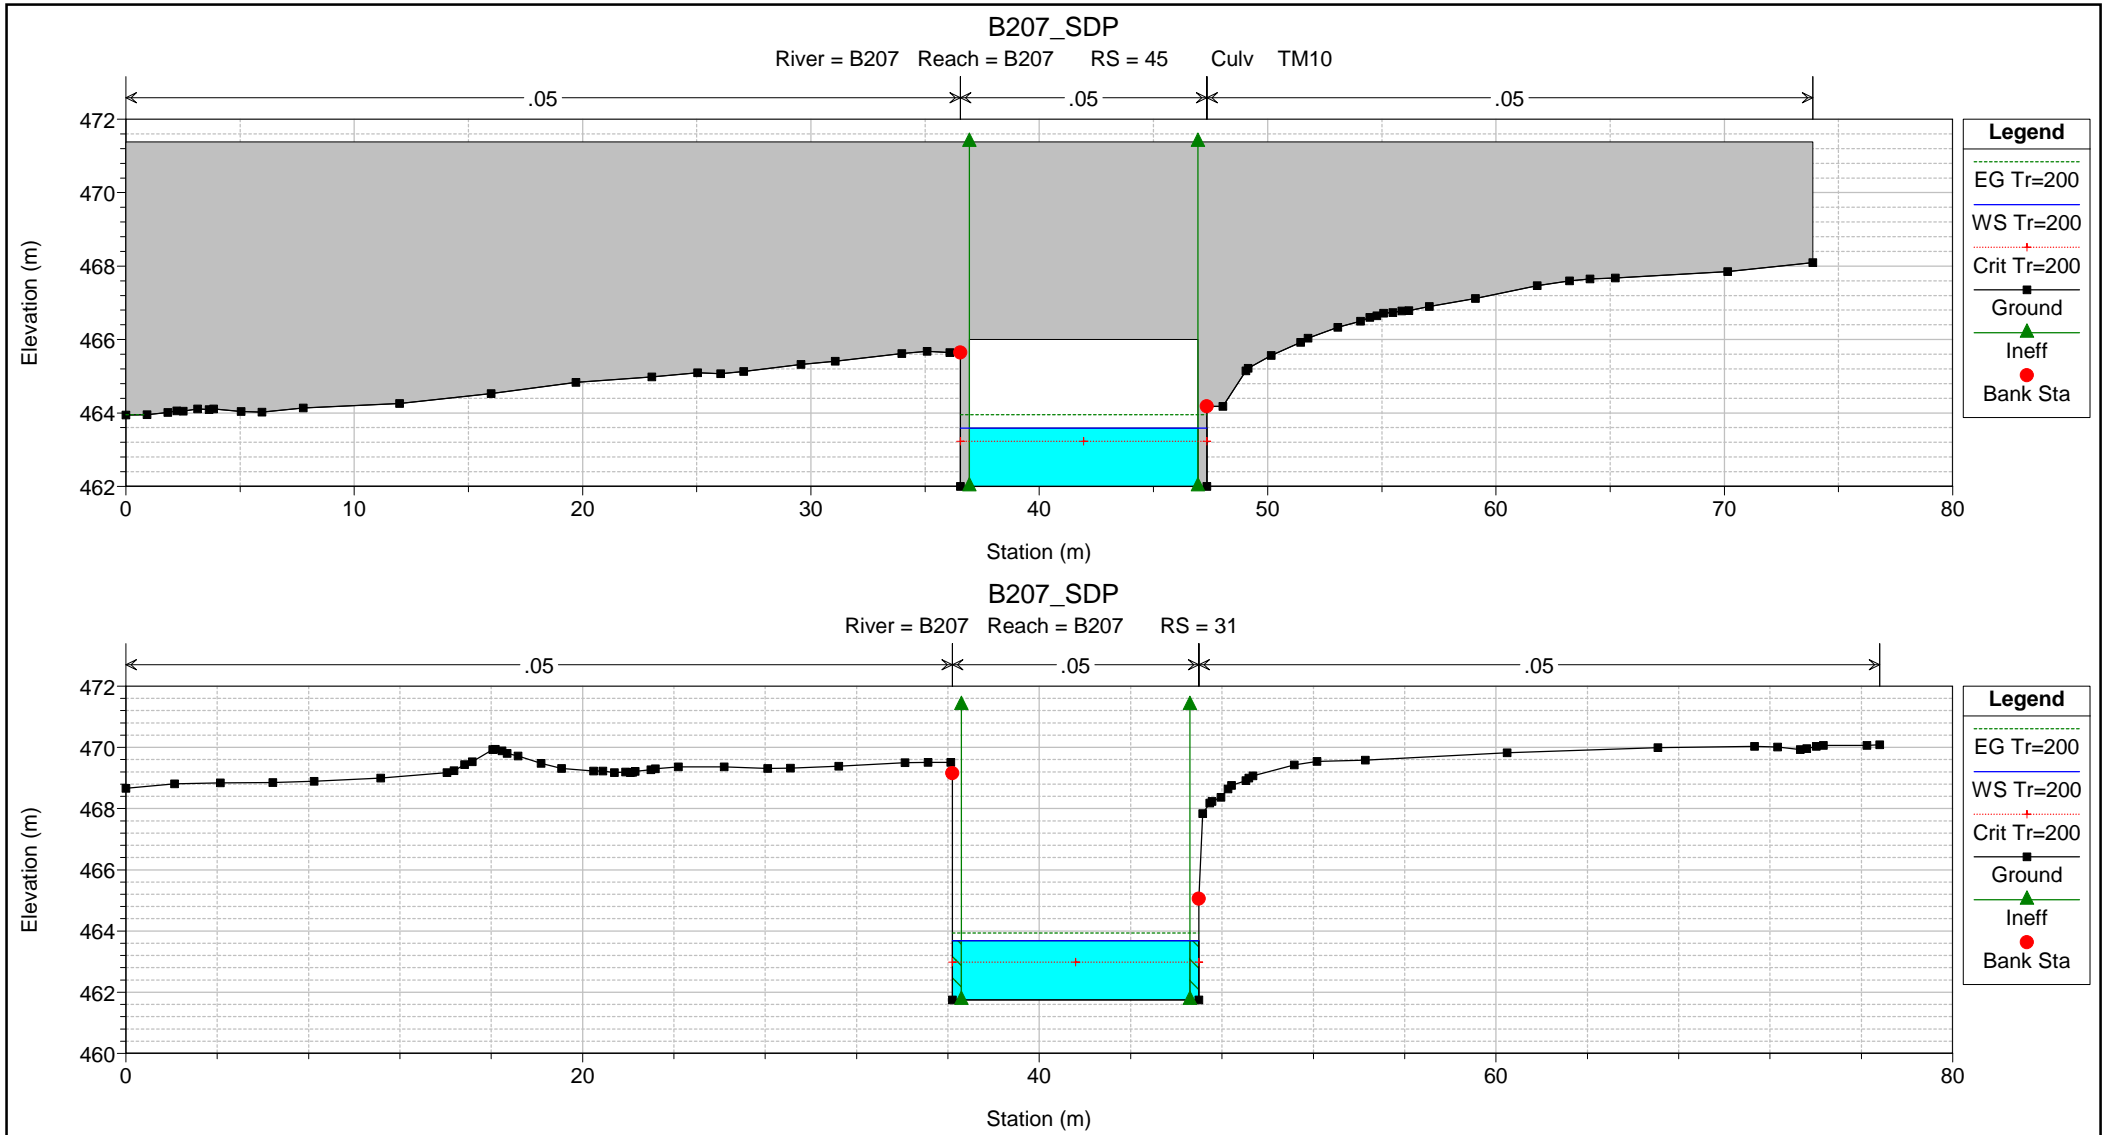 B207_SDP
River = B207 Reach = B207 RS = 45 Culv TM10
.05 .05 .05
472
470
468
466
464
462
Elevation (m)
0 10 20 30 40 50 60 70 80
Station (m)
Legend
EG Tr=200
WS Tr=200
Crit Tr=200
Ground
Ineff
Bank Sta
B207_SDP
River = B207 Reach = B207 RS = 31
.05 .05 .05
472
470
468
466
464
462
460
Elevation (m)
0 20 40 60 80
Station (m)
Legend
EG Tr=200
WS Tr=200
Crit Tr=200
Ground
Ineff
Bank Sta